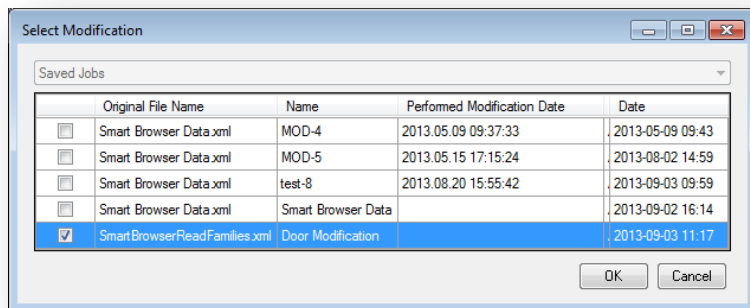 Select Modification
Saved Jobs
Original File Name Name Performed Modification Date Date
Smart Browser Data.xml MOD-4 2013.05.09 09:37:33 2013-05-09 09:43
Smart Browser Data.xml MOD-5 2013.05.15 17:15:24 2013-08-02 14:59
Smart Browser Data.xml test-8 2013.08.20 15:55:42 2013-09-03 09:59
Smart Browser Data.xml Smart Browser Data 2013-09-02 16:14
SmartBrowserReadFamilies.xml Door Modification 2013-09-03 11:17
OK Cancel